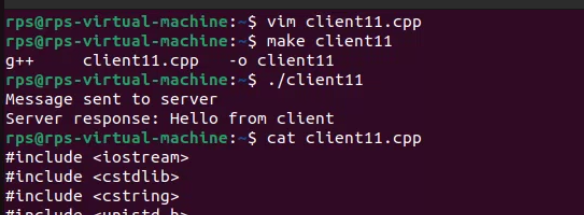 rps@rps-virtual-machine:~$ vim client11.cpp
rps@rps-virtual-machine:~$ make client11
g++     client11.cpp   -o client11
rps@rps-virtual-machine:~$ ./client11
Message sent to server
Server response: Hello from client
rps@rps-virtual-machine:~$ cat client11.cpp
#include <iostream>
#include <cstdlib>
#include <cstring>
#include <unistd.h>